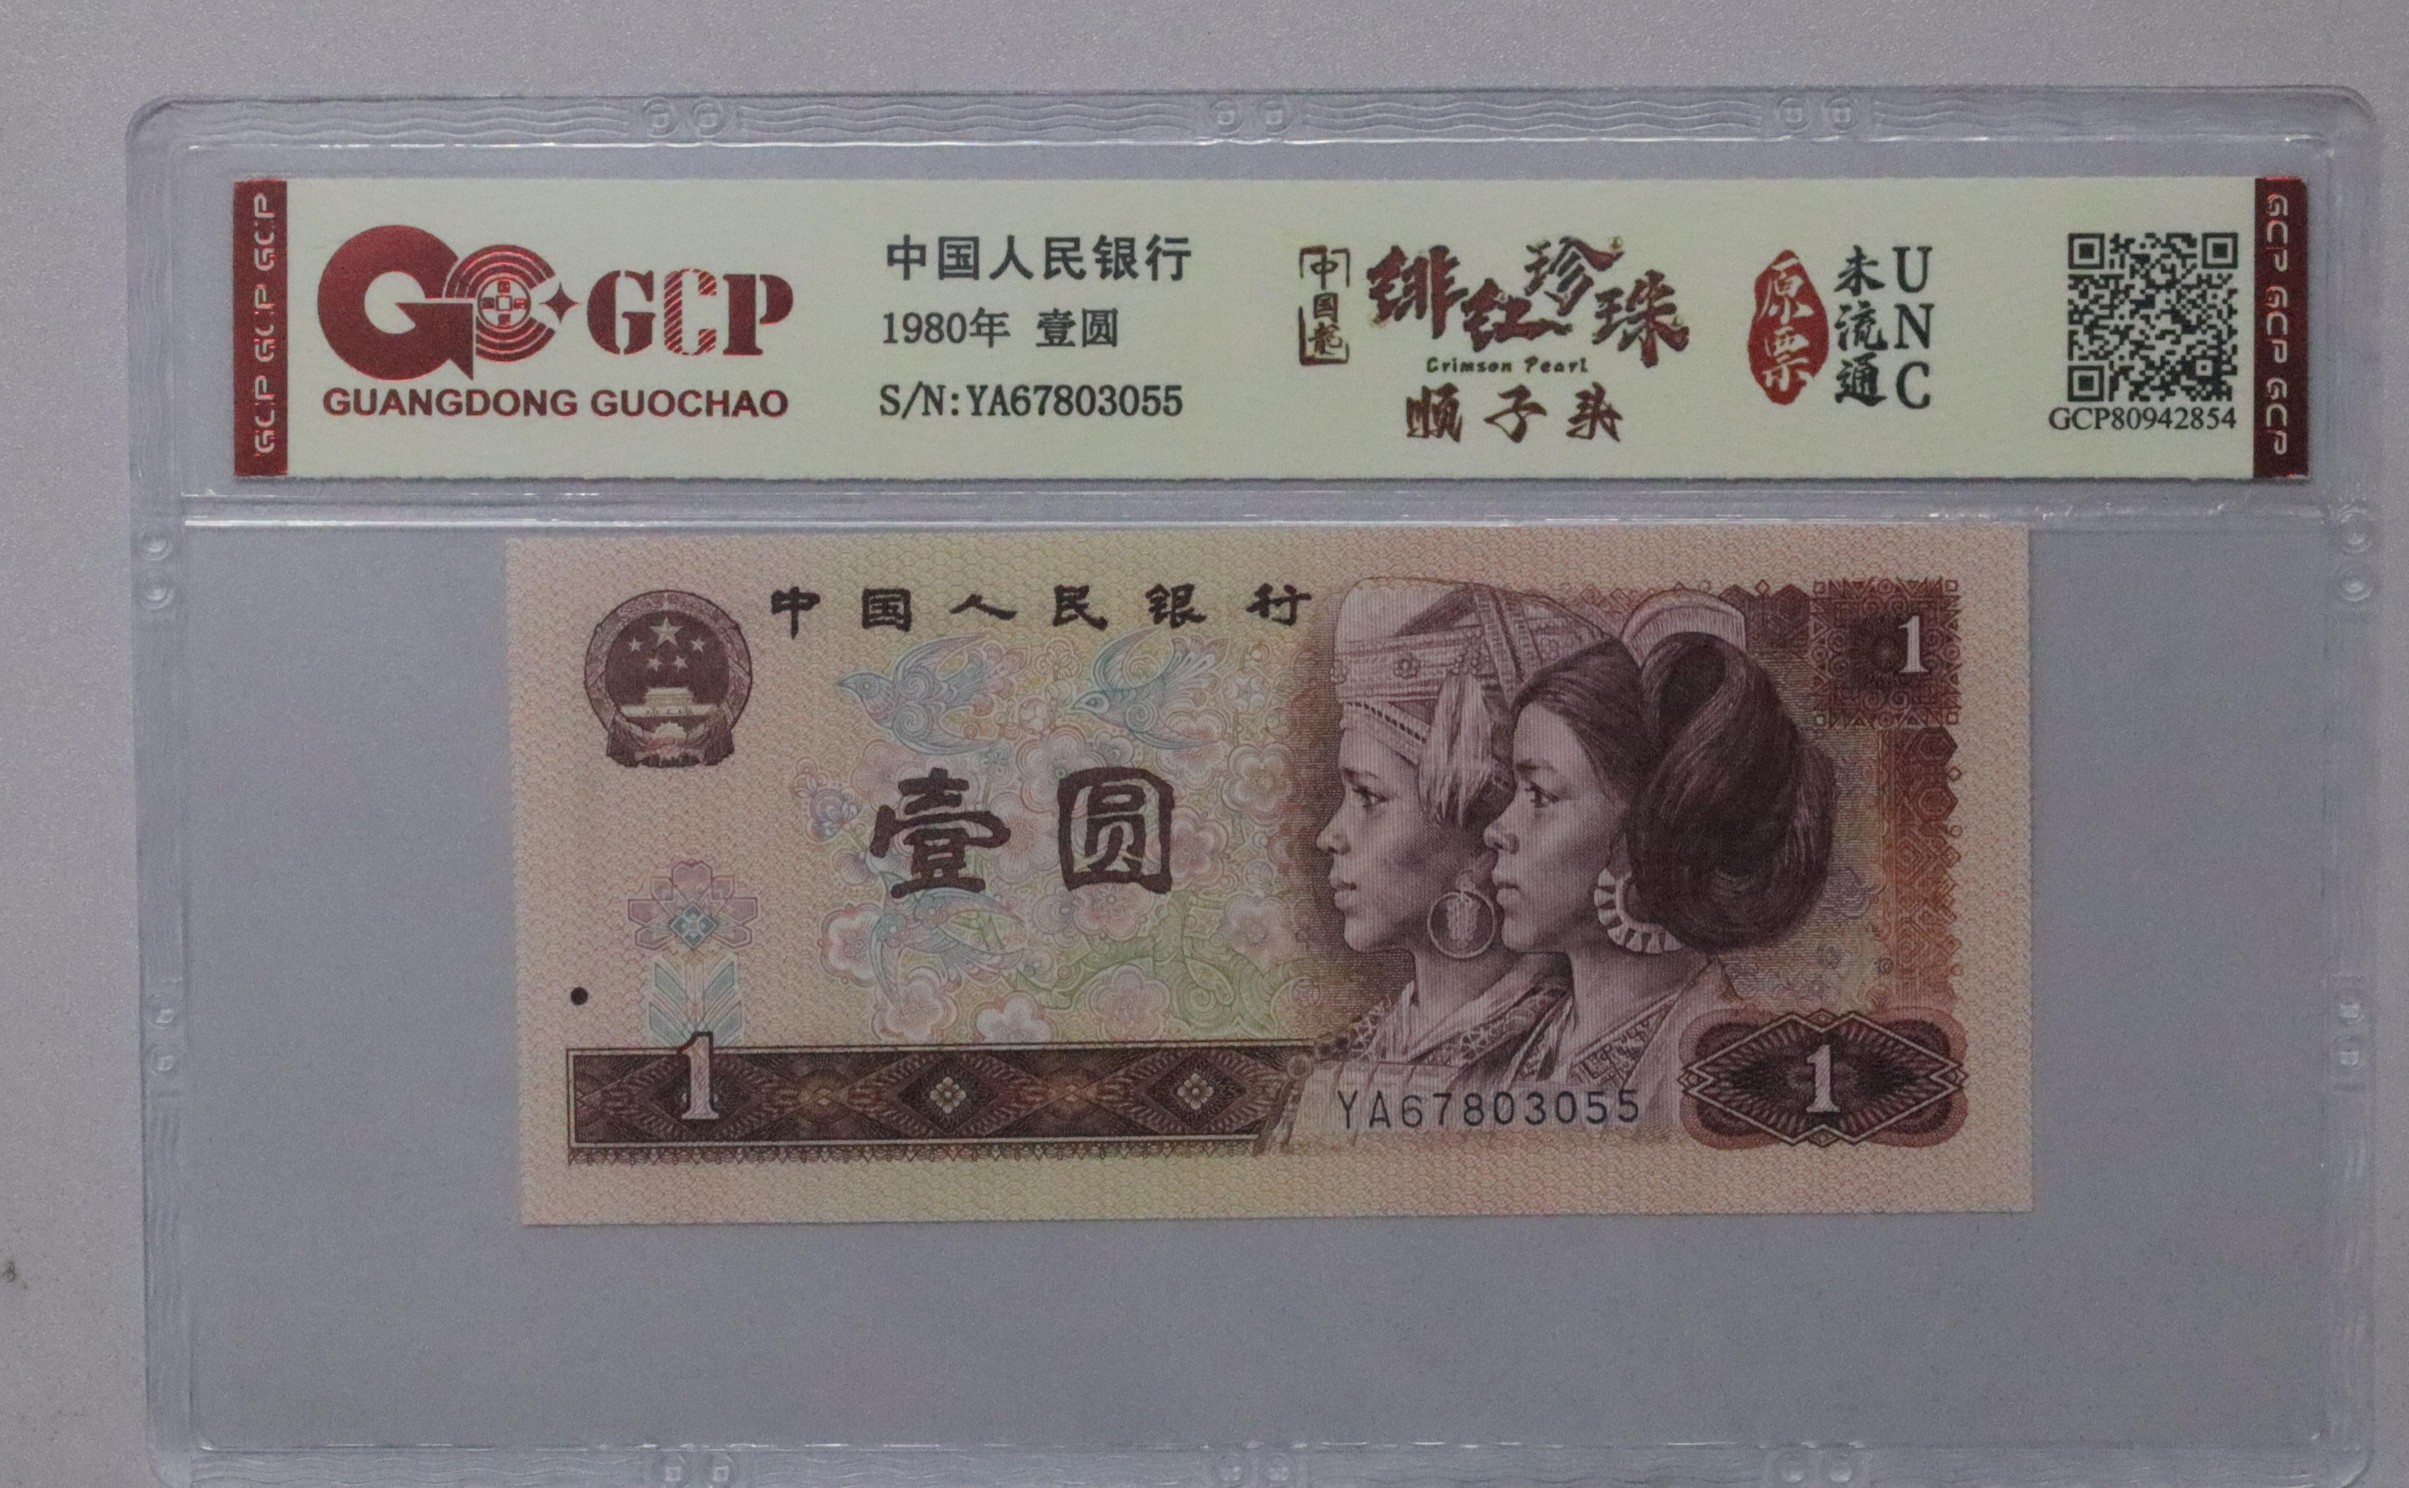 GCP GCP GCP
GCP
GUANGDONG GUOCHAO
中国人民银行
1980年 壹圆
S/N:YA67803055
中国龍
绯红珍珠
Crimson Pearl
顺子头
原票
未流通
UNC
GCP80942854
GCP GCP GCP
中国人民银行
1
壹圆
1
YA67803055
1